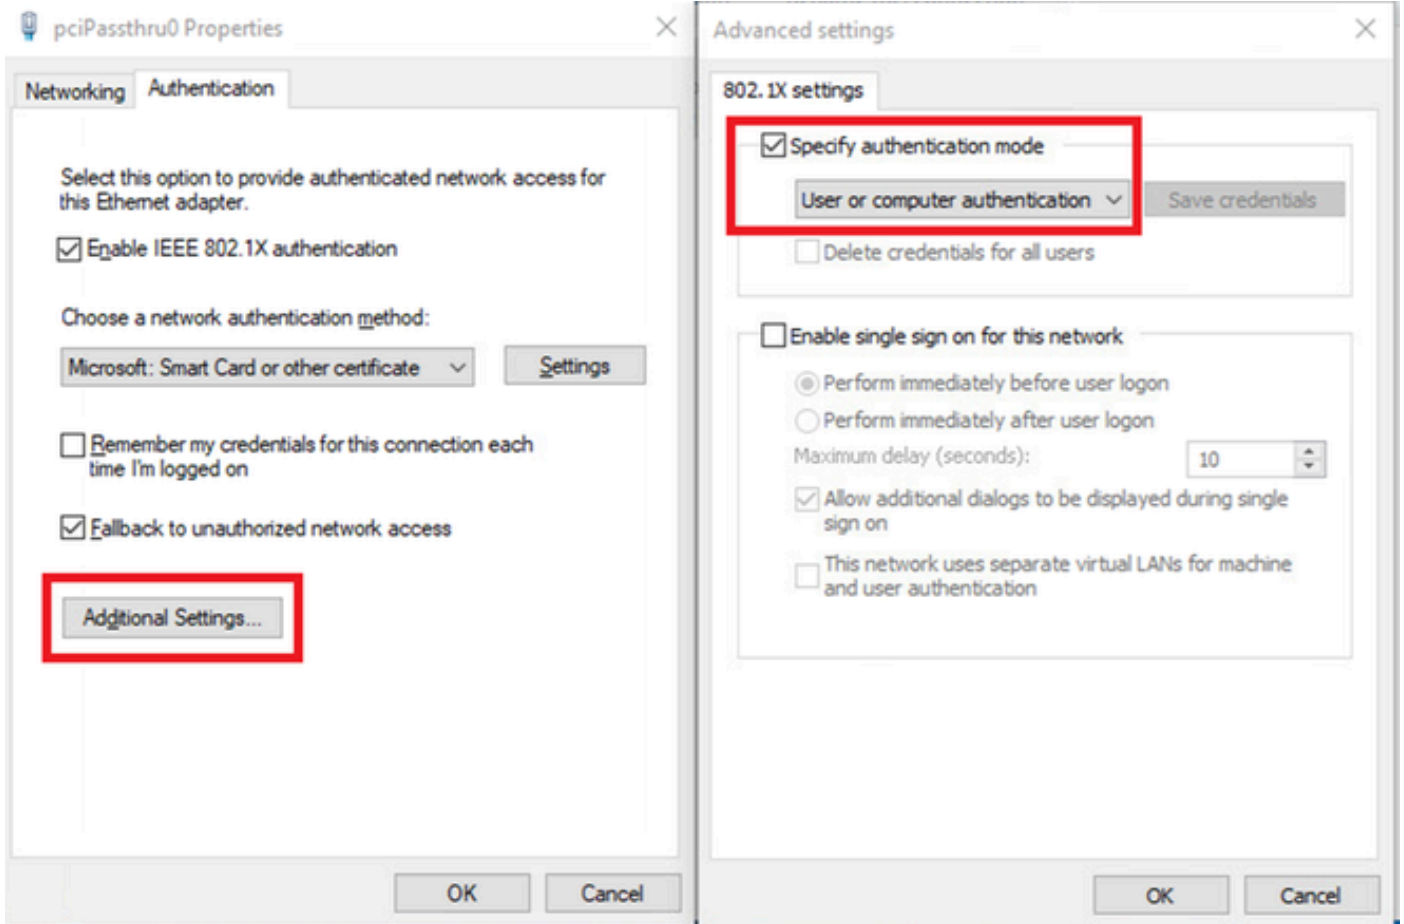 pciPassthru0 Properties
Networking
Authentication
Select this option to provide authenticated network access for
this Ethernet adapter.
Enable IEEE 802.1X authentication
Choose a network authentication method:
Microsoft: Smart Card or other certificate
Settings
Remember my credentials for this connection each
time I'm logged on
Fallback to unauthorized network access
Additional Settings...
OK
Cancel
Advanced settings
802.1X settings
Specify authentication mode
User or computer authentication
Save credentials
Delete credentials for all users
Enable single sign on for this network
Perform immediately before user logon
Perform immediately after user logon
Maximum delay (seconds):
10
Allow additional dialogs to be displayed during single
sign on
This network uses separate virtual LANs for machine
and user authentication
OK
Cancel